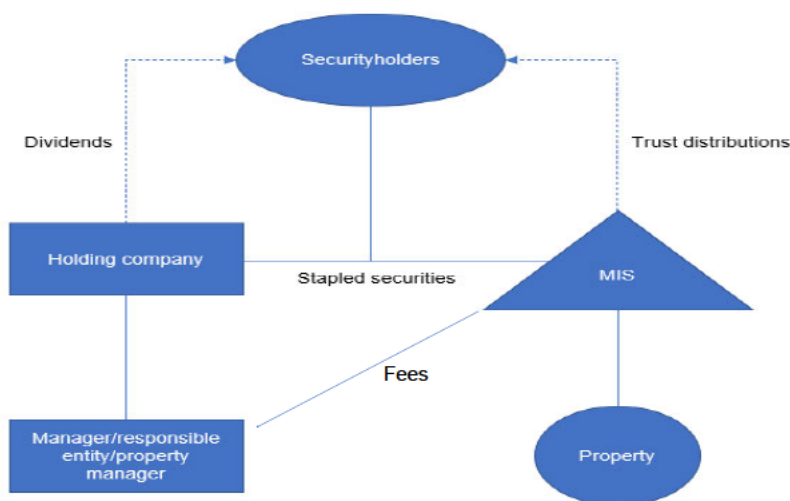 Securityholders
Dividends
Trust distributions
Holding company
Stapled securities
MIS
Fees
Manager/responsible
entity/property
manager
Property